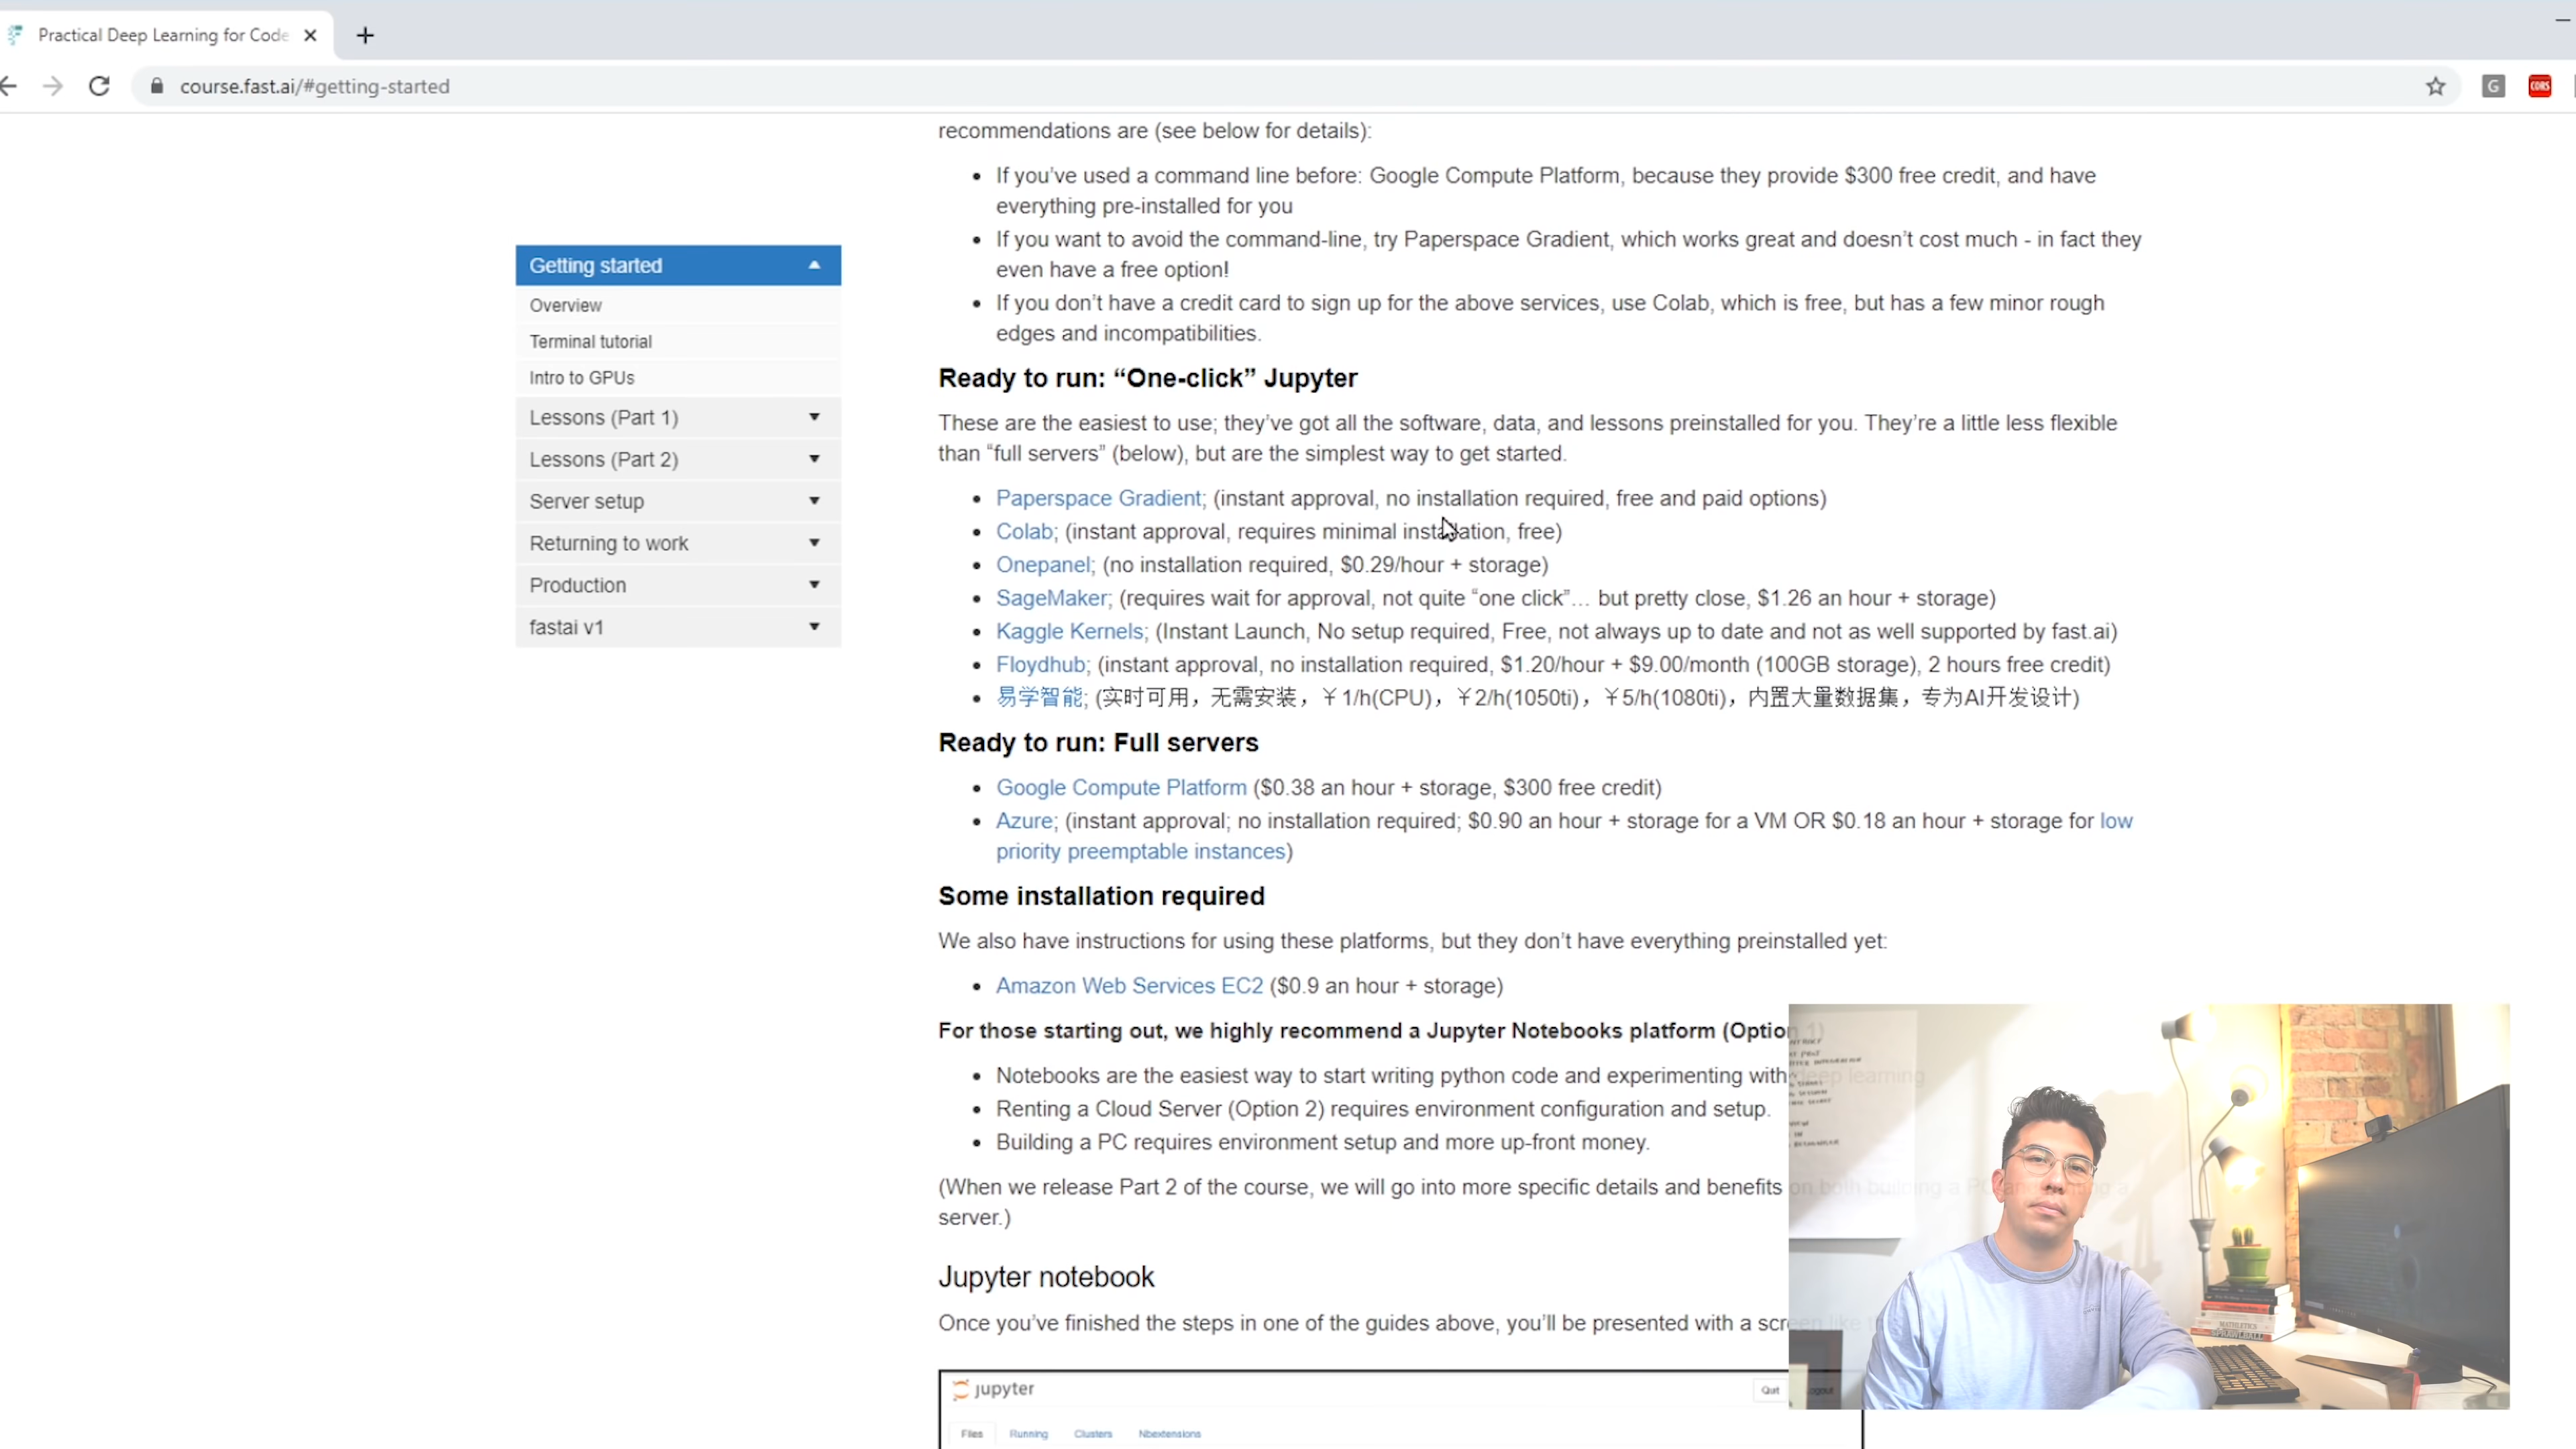 Practical Deep Learning for Code
course.fast.ai/#getting-started
G
CORS
recommendations are (see below for details):
If you've used a command line before: Google Compute Platform, because they provide $300 free credit, and have
everything pre-installed for you
If you want to avoid the command-line, try Paperspace Gradient, which works great and doesn't cost much - in fact they
even have a free option!
If you don't have a credit card to sign up for the above services, use Colab, which is free, but has a few minor rough
edges and incompatibilities.
Getting started
Overview
Terminal tutorial
Intro to GPUs
Lessons (Part 1)
Lessons (Part 2)
Server setup
Returning to work
Production
fastai v1
Ready to run: “One-click” Jupyter
These are the easiest to use; they've got all the software, data, and lessons preinstalled for you. They're a little less flexible
than “full servers” (below), but are the simplest way to get started.
Paperspace Gradient; (instant approval, no installation required, free and paid options)
Colab; (instant approval, requires minimal installation, free)
Onepanel; (no installation required, $0.29/hour + storage)
SageMaker; (requires wait for approval, not quite “one click”... but pretty close, $1.26 an hour + storage)
Kaggle Kernels; (Instant Launch, No setup required, Free, not always up to date and not as well supported by fast.ai)
Floydhub; (instant approval, no installation required, $1.20/hour + $9.00/month (100GB storage), 2 hours free credit)
易学智能; (实时可用，无需安装，￥1/h(CPU)，￥2/h(1050ti)，￥5/h(1080ti)，内置大量数据集，专为AI开发设计)
Ready to run: Full servers
Google Compute Platform ($0.38 an hour + storage, $300 free credit)
Azure; (instant approval; no installation required; $0.90 an hour + storage for a VM OR $0.18 an hour + storage for low
priority preemptable instances)
Some installation required
We also have instructions for using these platforms, but they don't have everything preinstalled yet:
Amazon Web Services EC2 ($0.9 an hour + storage)
For those starting out, we highly recommend a Jupyter Notebooks platform (Option 1)
Notebooks are the easiest way to start writing python code and experimenting with deep learning
Renting a Cloud Server (Option 2) requires environment configuration and setup.
Building a PC requires environment setup and more up-front money.
(When we release Part 2 of the course, we will go into more specific details and benefits on both building a PC
server.)
Jupyter notebook
Once you've finished the steps in one of the guides above, you'll be presented with a screen like
jupyter
Quit
Logout
Files
Running
Clusters
Nbextensions
MATHLETICS
SPRAWLBALL